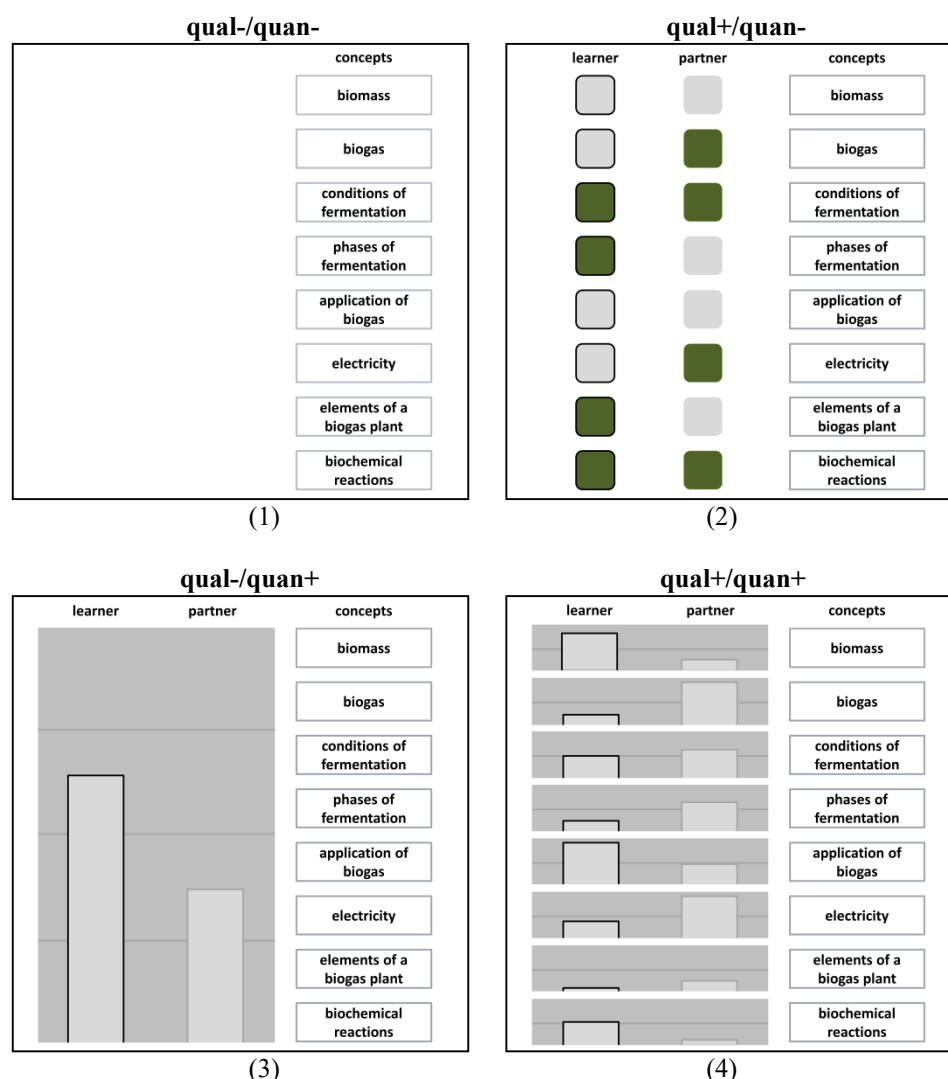 qual-/quan-
concepts
biomass
biogas
conditions of
fermentation
phases of
fermentation
application of
biogas
electricity
elements of a
biogas plant
biochemical
reactions
(1)
qual+/quan-
learner partner concepts
biomass
biogas
conditions of
fermentation
phases of
fermentation
application of
biogas
electricity
elements of a
biogas plant
biochemical
reactions
(2)
qual-/quan+
learner partner concepts
biomass
biogas
conditions of
fermentation
phases of
fermentation
application of
biogas
electricity
elements of a
biogas plant
biochemical
reactions
(3)
qual+/quan+
learner partner concepts
biomass
biogas
conditions of
fermentation
phases of
fermentation
application of
biogas
electricity
elements of a
biogas plant
biochemical
reactions
(4)